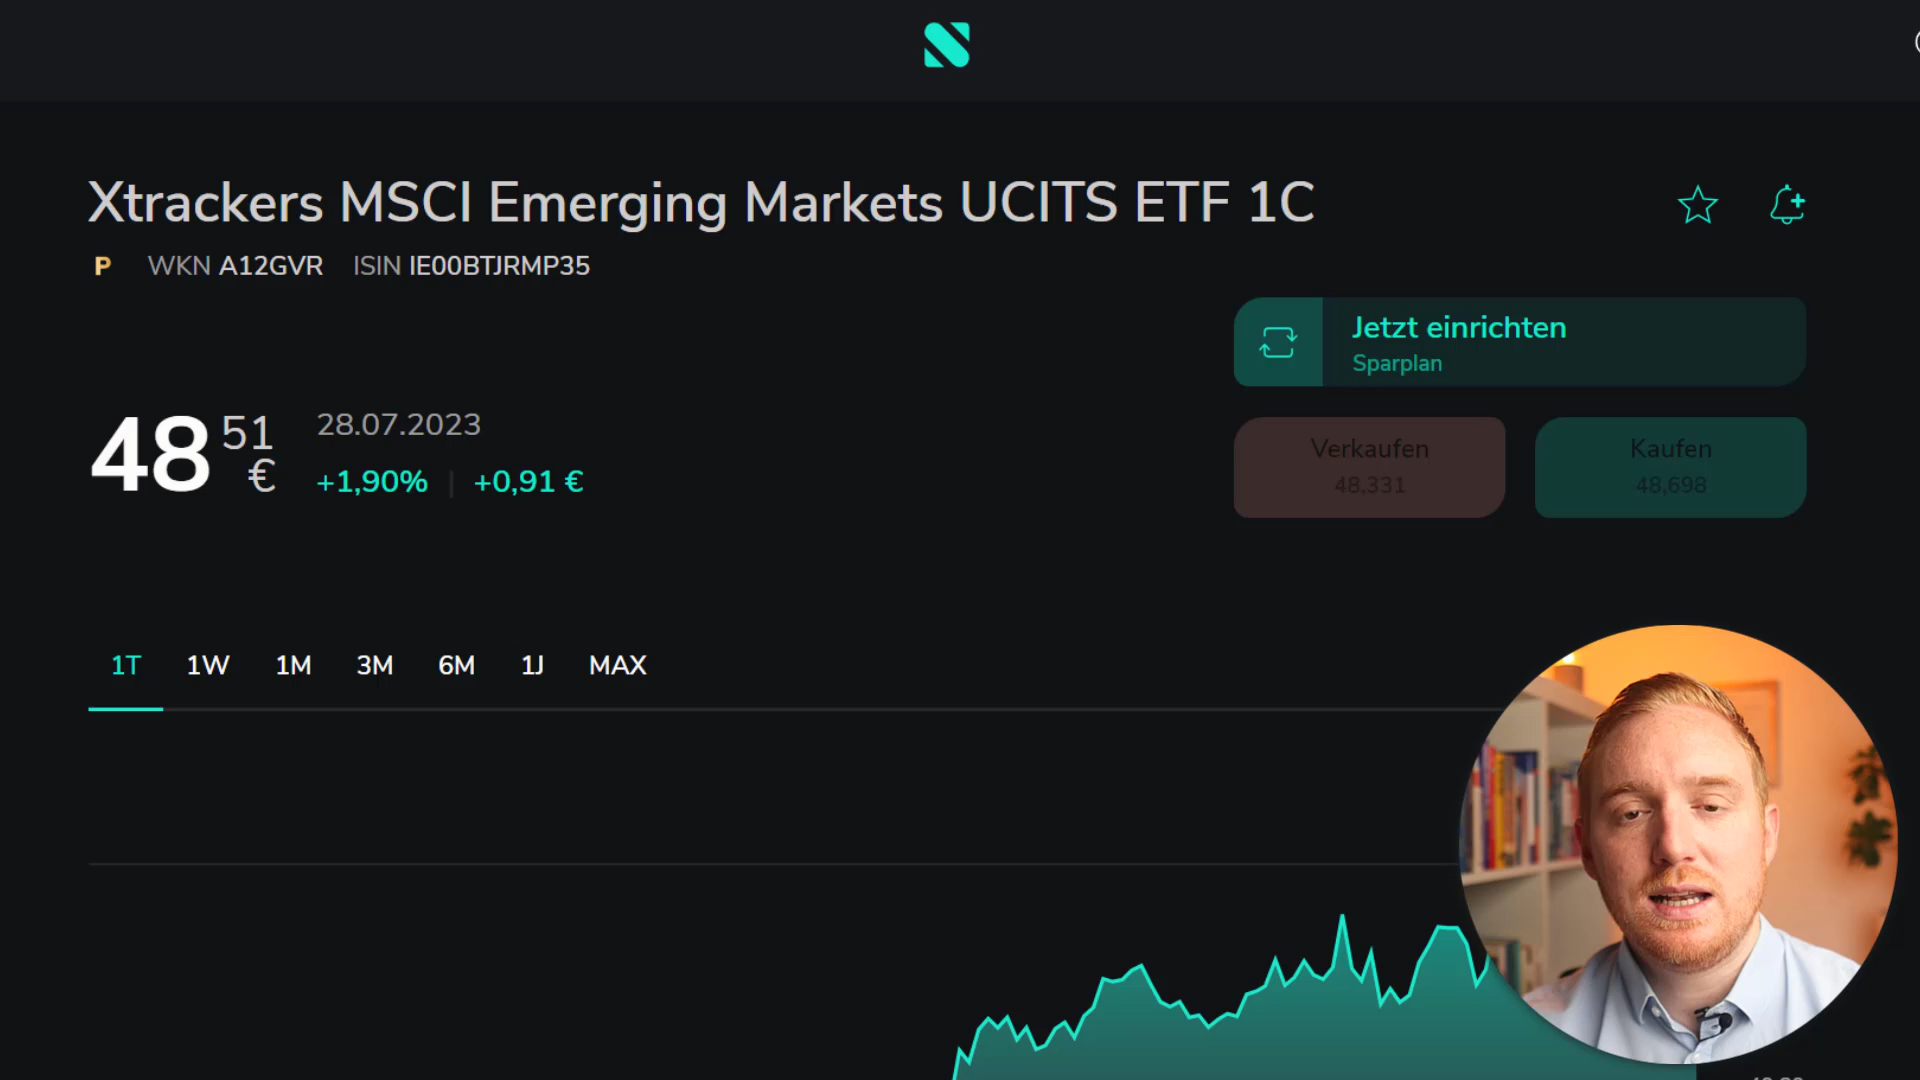 Xtrackers MSCI Emerging Markets UCITS ETF 1C
P WKN A12GVR ISIN IE00BTJRMP35
Jetzt einrichten
Sparplan
48 51 €
28.07.2023
+1,90% | +0,91 €
Verkaufen
48,331
Kaufen
48,698
1T 1W 1M 3M 6M 1J MAX